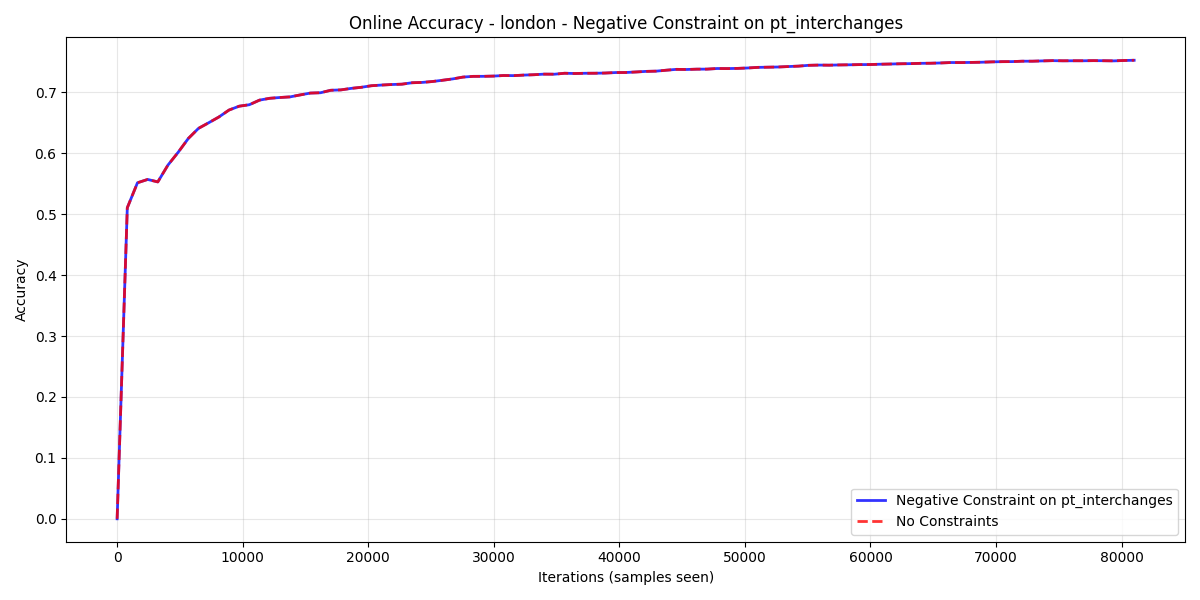 Online Accuracy - london - Negative Constraint on pt_interchanges
Accuracy
0.7
0.6
0.5
0.4
0.3
0.2
0.1
0.0
Negative Constraint on pt_interchanges
No Constraints
0 10000 20000 30000 40000 50000 60000 70000 80000
Iterations (samples seen)